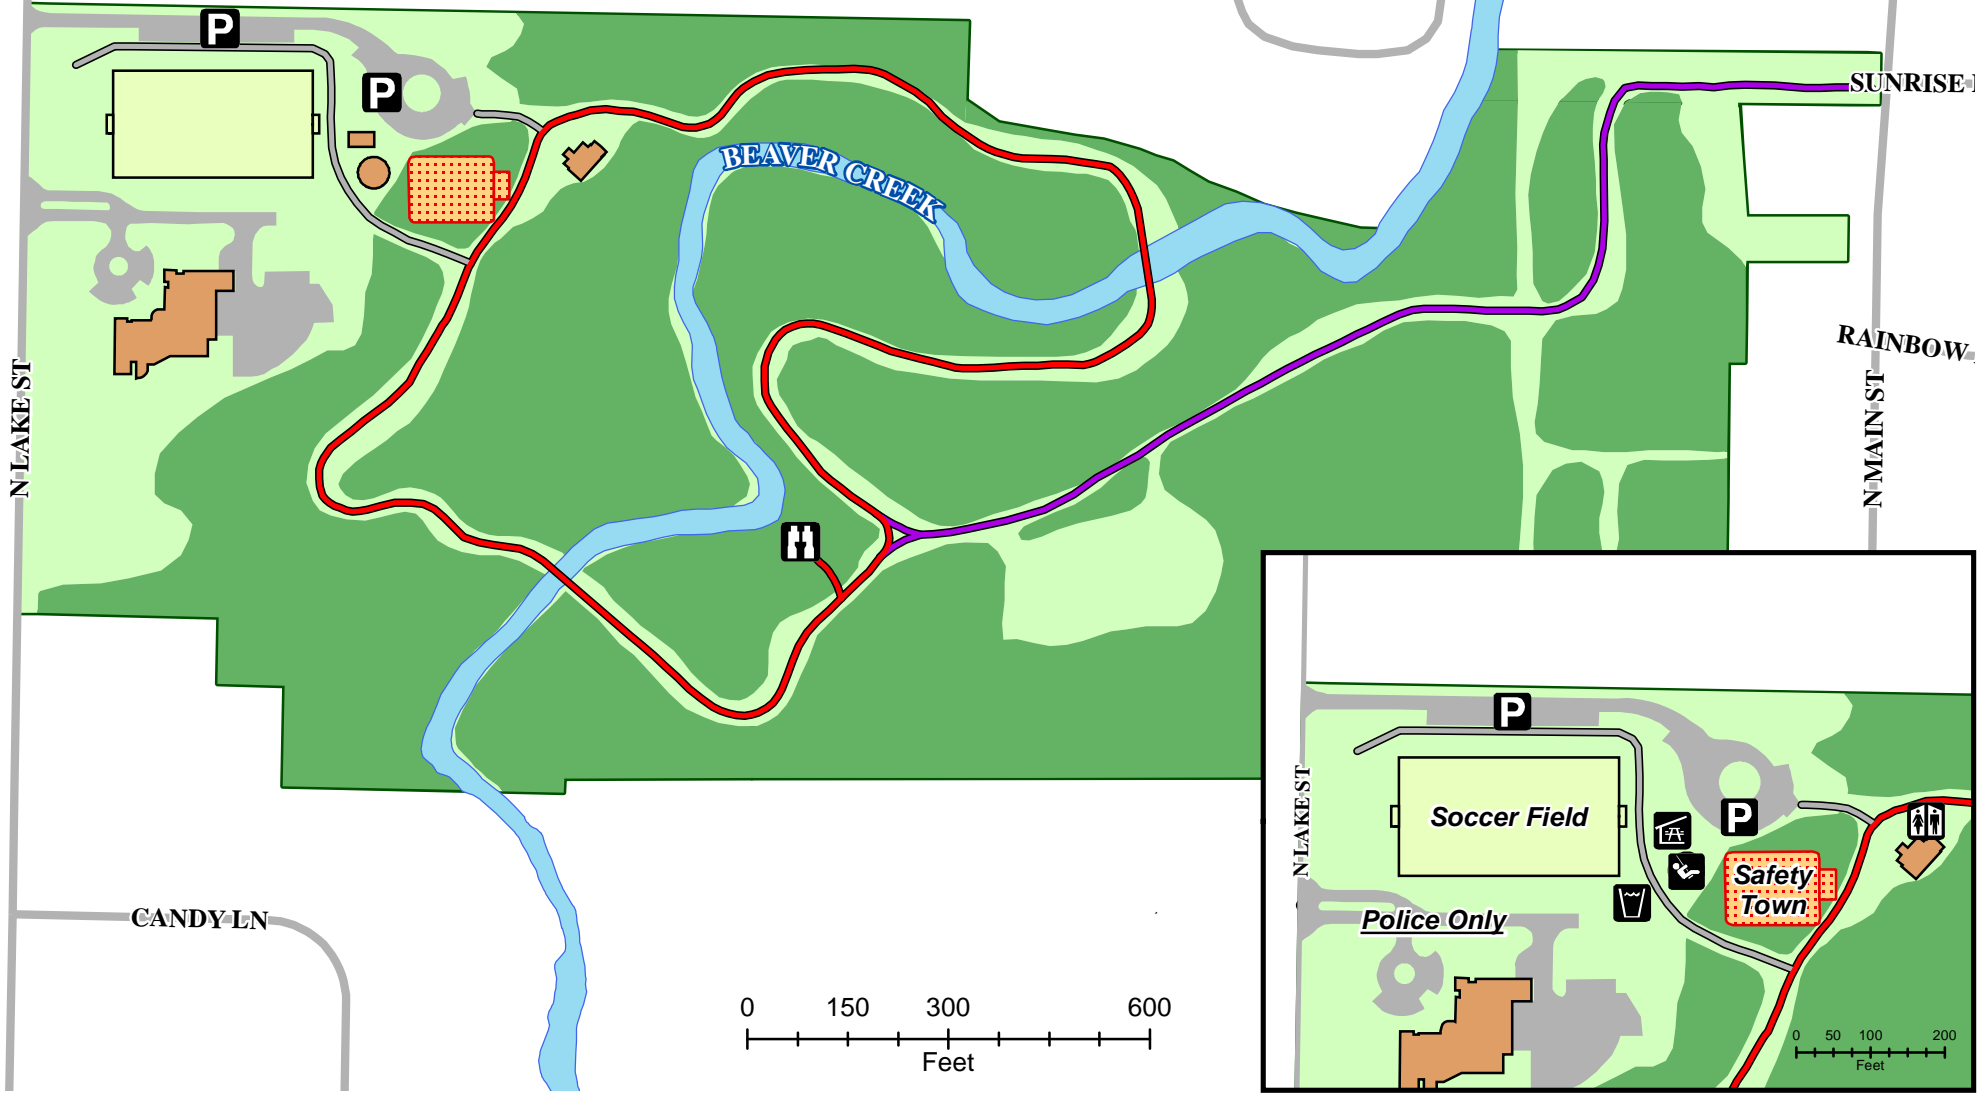 P
P
BEAVER CREEK
SUNRISE
RAINBOW
N LAKE ST
N MAIN ST
CANDY LN
0 150 300 600
Feet
P
N LAKE ST
Soccer Field
P
Safety
Town
Police Only
0 50 100 200
Feet